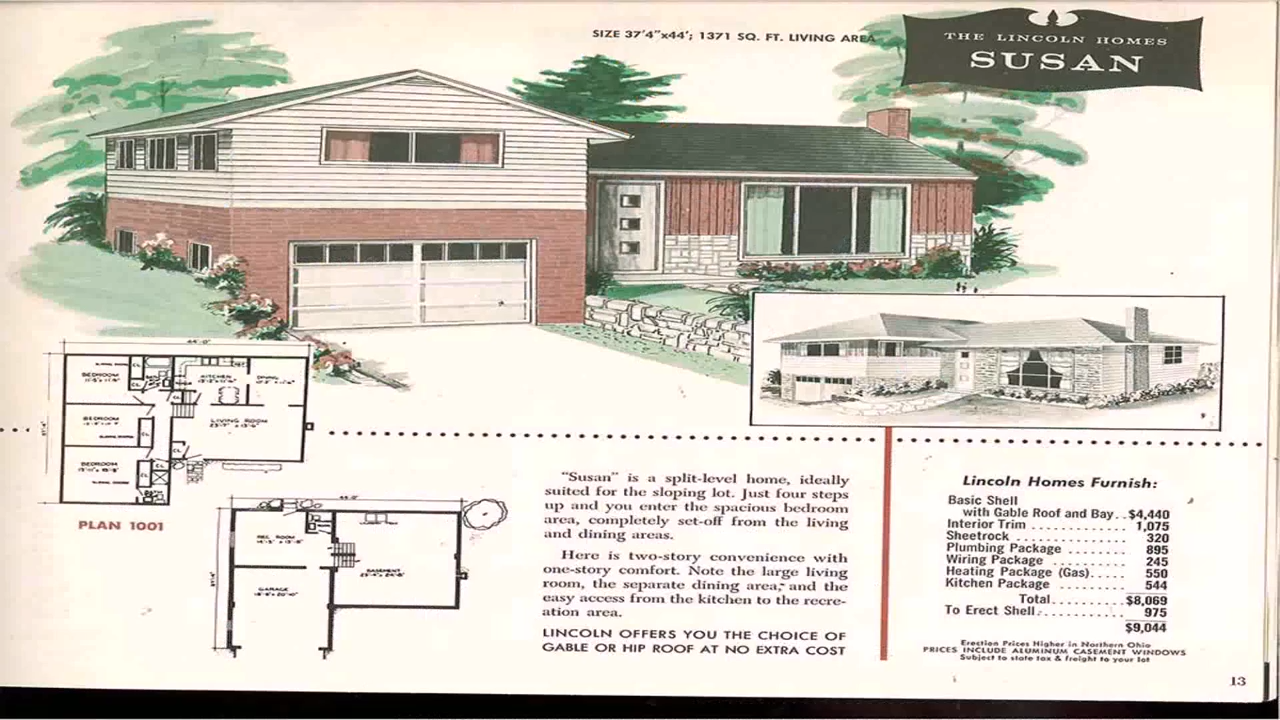 SIZE 37'4"x44'; 1371 SQ. FT. LIVING AREA
THE LINCOLN HOMES
SUSAN
BEDROOM
KITCHEN
DINING
BEDROOM
LIVING ROOM
BEDROOM
CL
PLAN 1001
REC ROOM
BASEMENT
GARAGE
"Susan" is a split-level home, ideally
suited for the sloping lot. Just four steps
up and you enter the spacious bedroom
area, completely set-off from the living
and dining areas.
Here is two-story convenience with
one-story comfort. Note the large living
room, the separate dining area, and the
easy access from the kitchen to the recre-
ation area.
LINCOLN OFFERS YOU THE CHOICE OF
GABLE OR HIP ROOF AT NO EXTRA COST
Lincoln Homes Furnish:
Basic Shell
with Gable Roof and Bay..$4,440
Interior Trim 1,075
Sheetrock 320
Plumbing Package 895
Wiring Package 245
Heating Package (Gas)..... 550
Kitchen Package 544
Total $8,069
To Erect Shell 975
$9,044
Erection Prices Higher in Northern Ohio
PRICES INCLUDE ALUMINUM CASEMENT WINDOWS
Subject to state tax & freight to your lot
13